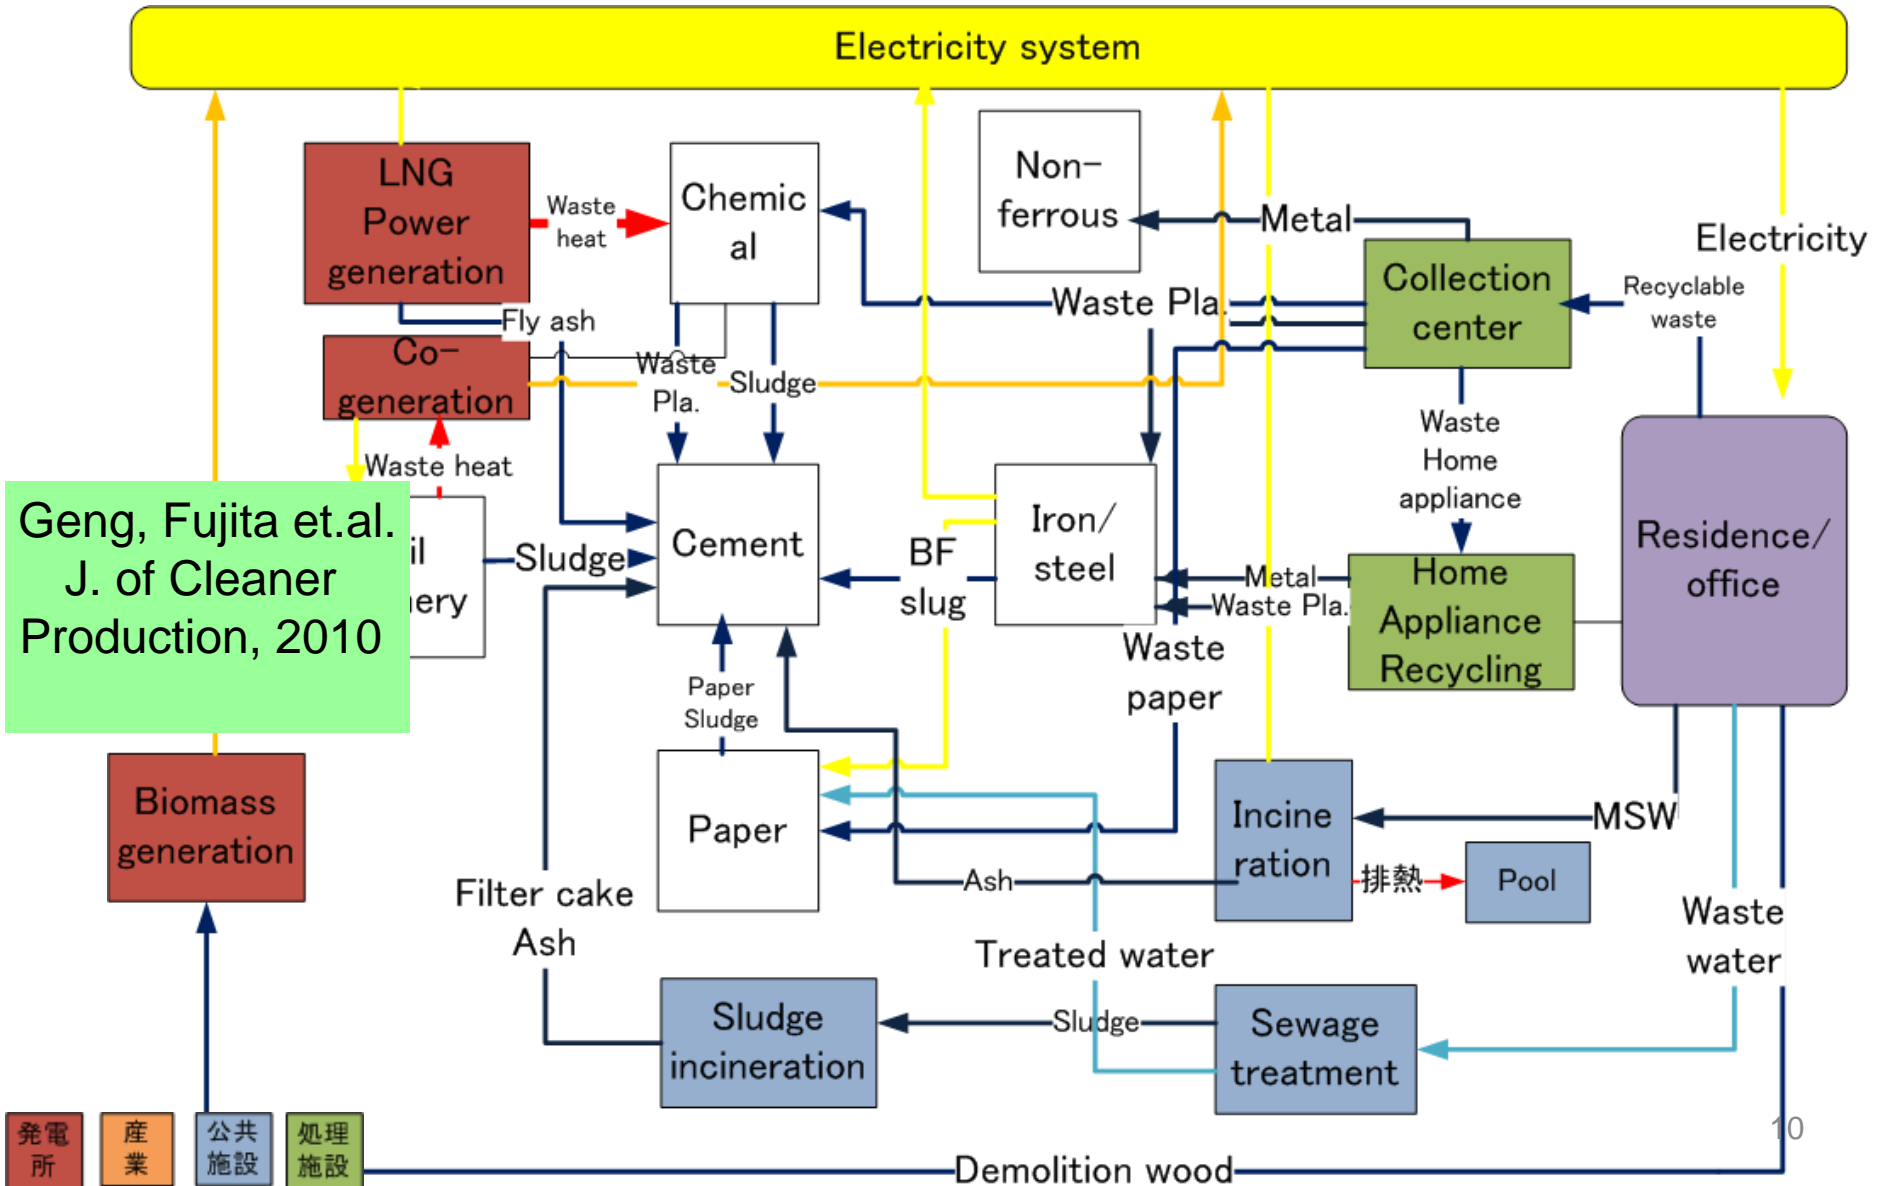 Electricity system
LNG
Power
generation
Waste
heat
Chemic
al
Non-
ferrous
Metal
Electricity
Collection
center
Recyclable
waste
Waste Pla.
Fly ash
Co-
generation
Waste
Pla.
Sludge
Waste heat
Waste
Home
appliance
Geng, Fujita et.al.
J. of Cleaner
Production, 2010
il
ery
Sludge
Cement
BF
slug
Iron/
steel
Metal
Waste Pla.
Home
Appliance
Recycling
Residence/
office
Waste
paper
Paper
Sludge
Biomass
generation
Paper
Incine
ration
MSW
排熱
Pool
Ash
Filter cake
Ash
Treated water
Waste
water
Sludge
incineration
Sludge
Sewage
treatment
発電
所
産
業
公共
施設
処理
施設
Demolition wood
10